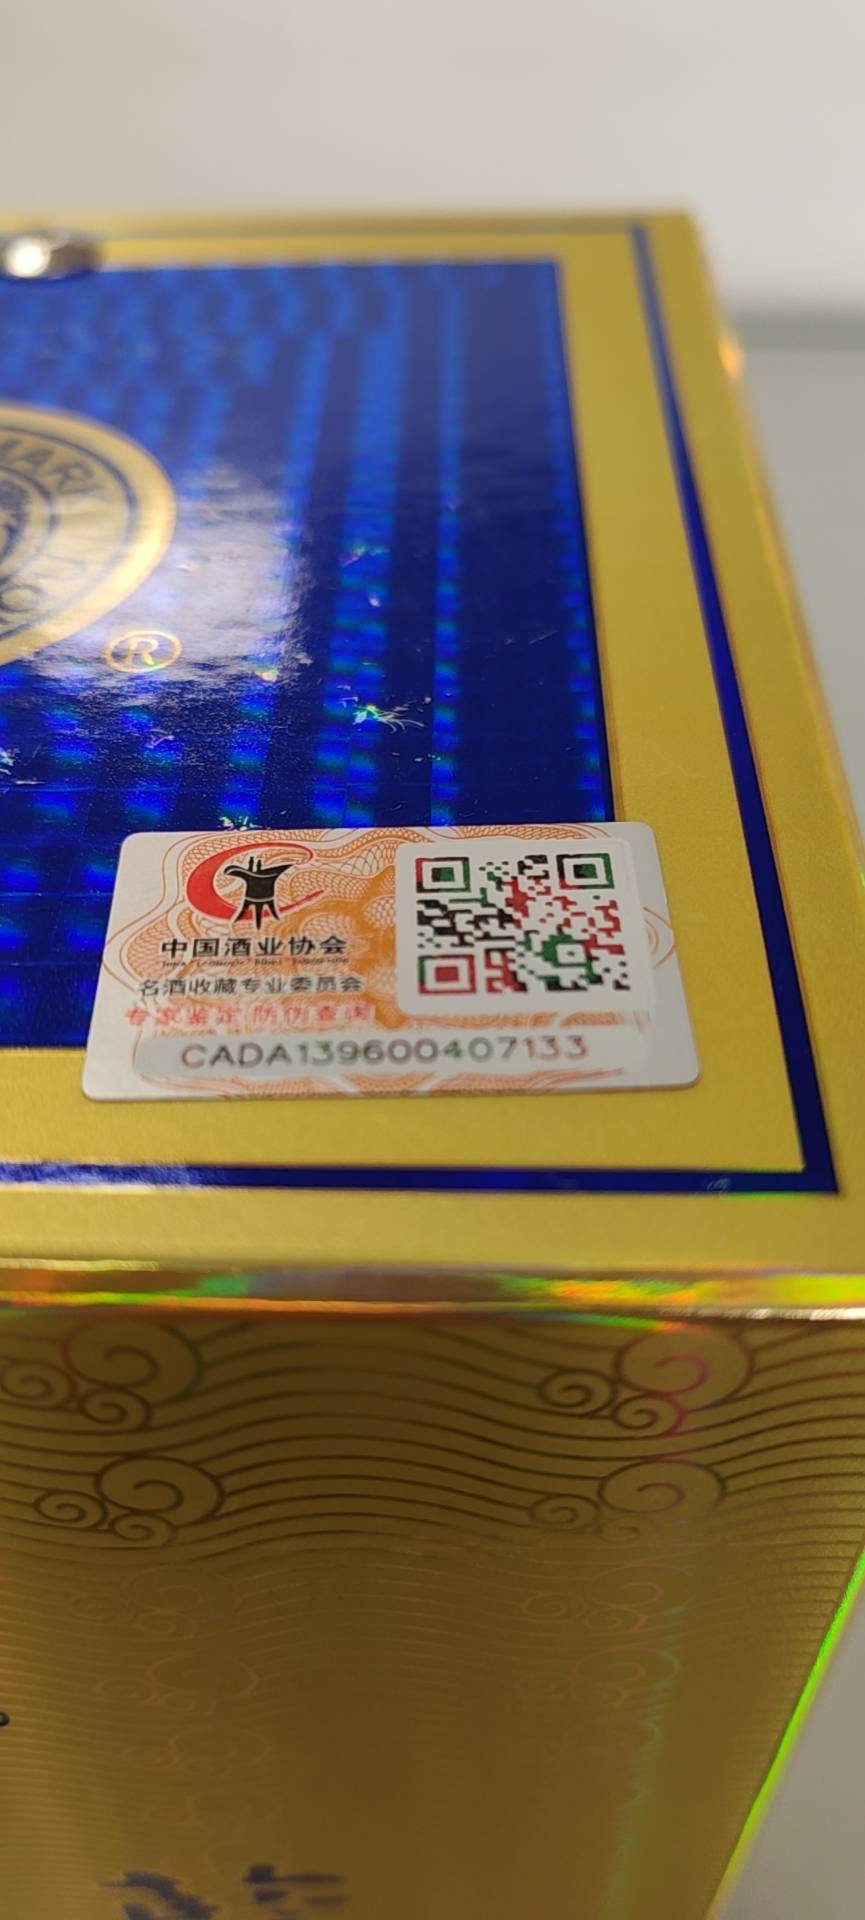 MARK
®
中国酒业协会
名酒收藏专业委员会
专家鉴定 防伪查询
CADA139600407133